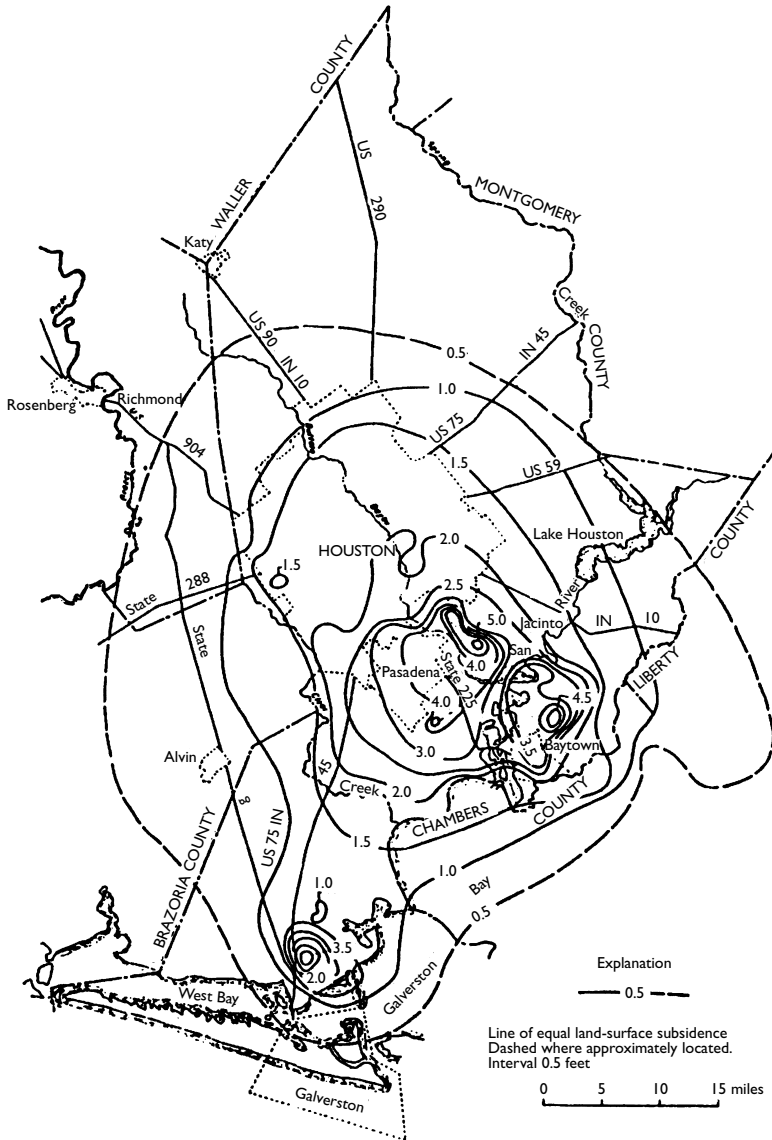 COUNTY
US
290
WALLER
MONTGOMERY
Katy
Creek COUNTY
US 90
IN 10
IN 45
0.5
1.0
Rosenberg
Richmond
US 75
904
1.5
US 59
Lake Houston
COUNTY
HOUSTON
2.0
1.5
State
288
2.5
River
5.0
Jacinto
IN
10
State
San
4.0
Pasadena
State 225
LIBERTY
4.0
4.5
3.5
Baytown
3.0
Alvin
45
Creek
2.0
8
CHAMBERS
COUNTY
1.5
US 75 IN
BRAZORIA COUNTY
1.0
Bay
1.0
0.5
3.5
2.0
Explanation
0.5
West Bay
Galverston
Line of equal land-surface subsidence
Dashed where approximately located.
Interval 0.5 feet
0 5 10 15 miles
Galverston